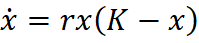 ẋ = rx(K − x)